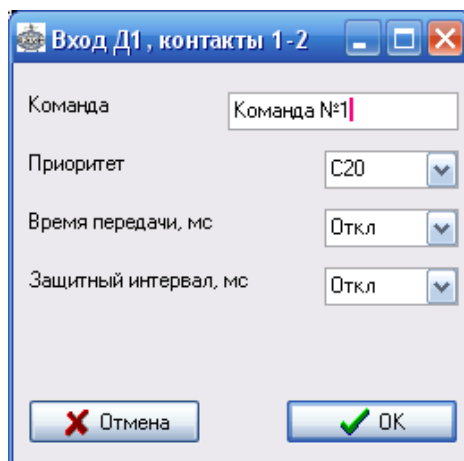 Вход Д1 , контакты 1-2
Команда Команда №1
Приоритет С20
Время передачи, мс Откл
Защитный интервал, мс Откл
Отмена ОК